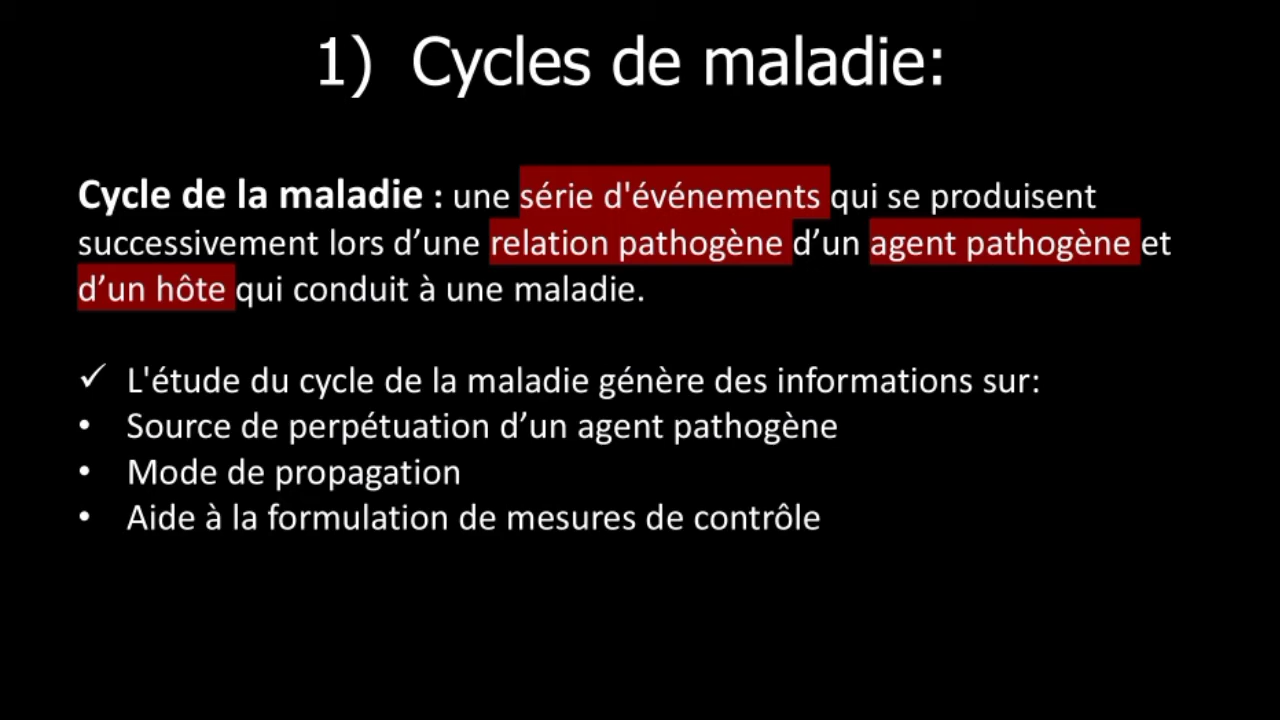 1) Cycles de maladie:
Cycle de la maladie : une série d'événements qui se produisent
successivement lors d’une relation pathogène d’un agent pathogène et
d’un hôte qui conduit à une maladie.
✓ L'étude du cycle de la maladie génère des informations sur:
• Source de perpétuation d’un agent pathogène
• Mode de propagation
• Aide à la formulation de mesures de contrôle